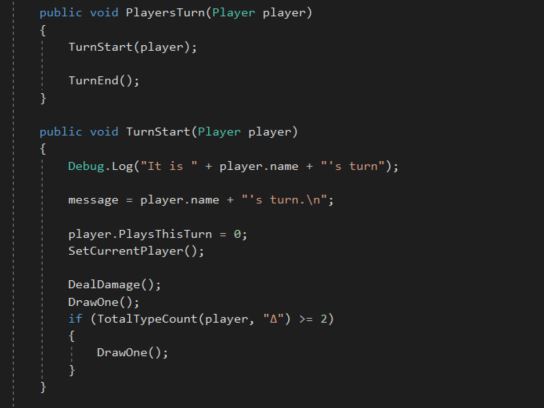 public void PlayersTurn(Player player)
{
TurnStart(player);
TurnEnd();
}
public void TurnStart(Player player)
{
Debug.Log("It is " + player.name + "'s turn");
message = player.name + "'s turn.\n";
player.PlaysThisTurn = 0;
SetCurrentPlayer();
DealDamage();
DrawOne();
if (TotalTypeCount(player, "Δ") >= 2)
{
DrawOne();
}
}